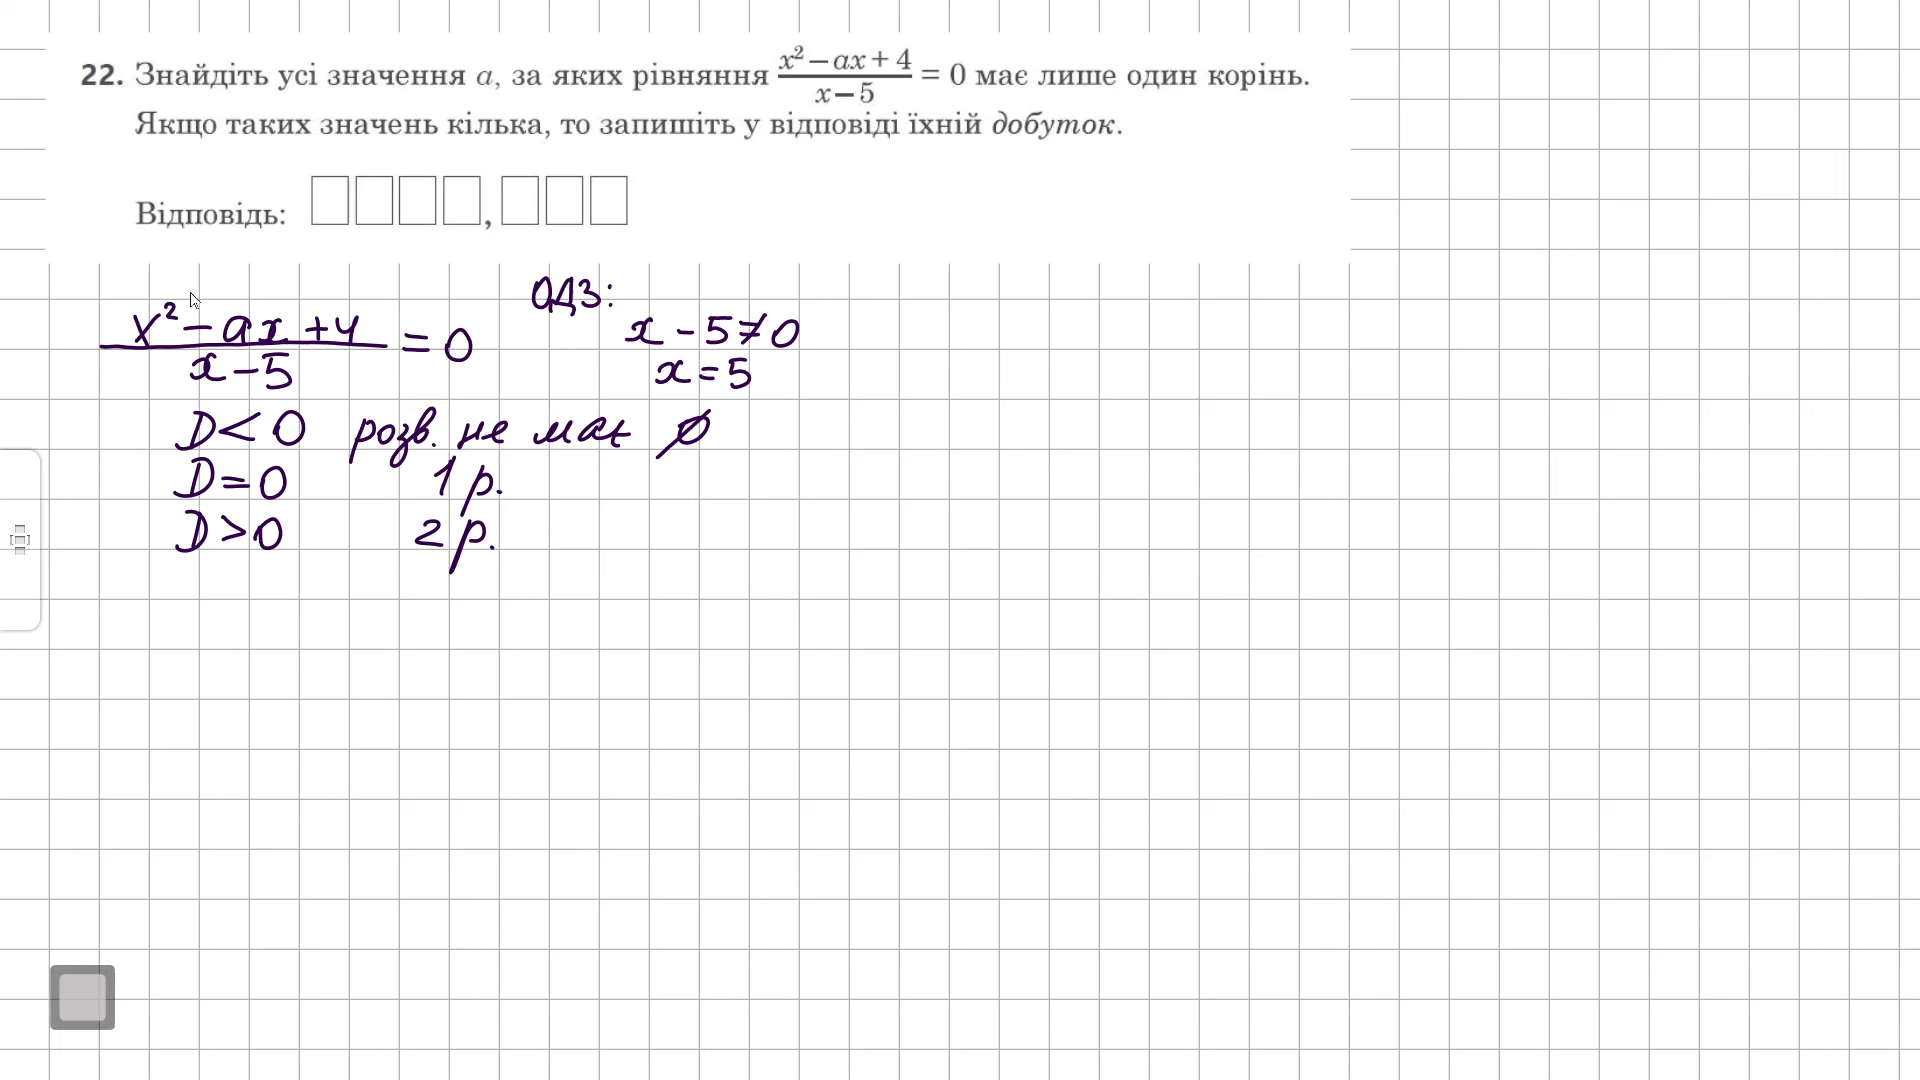 22. Знайдіть усі значення a, за яких рівняння (x² − ax + 4)/(x − 5) = 0 має лише один корінь.
Якщо таких значень кілька, то запишіть у відповіді їхній добуток.
Відповідь: ,
(x² − ax + 4)/(x − 5) = 0
ОДЗ:
x − 5 ≠ 0
x = 5
D < 0 розв. не має ∅
D = 0 1 р.
D > 0 2 р.